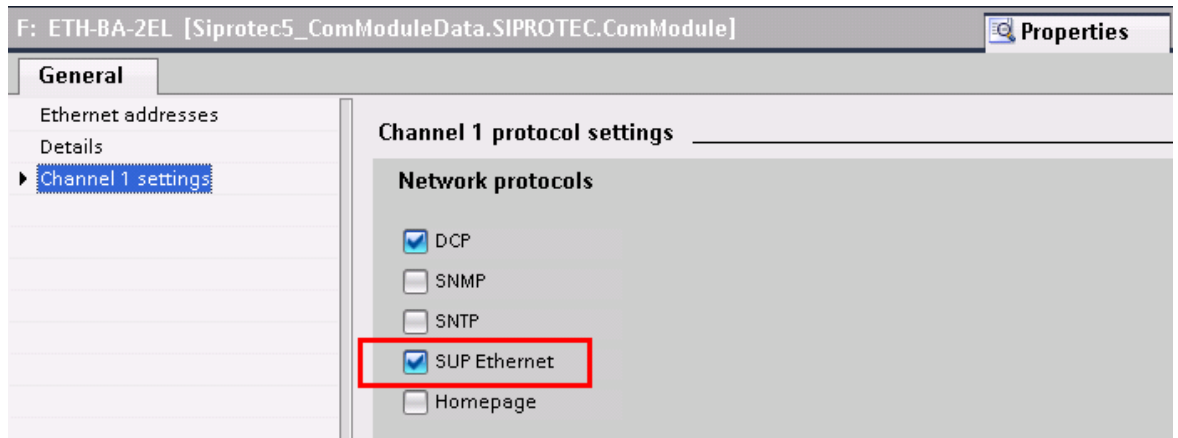 F: ETH-BA-2EL [Siprotec5_ComModuleData.SIPROTEC.ComModule]
Properties
General
Ethernet addresses
Details
Channel 1 settings
Channel 1 protocol settings
Network protocols
DCP
SNMP
SNTP
SUP Ethernet
Homepage